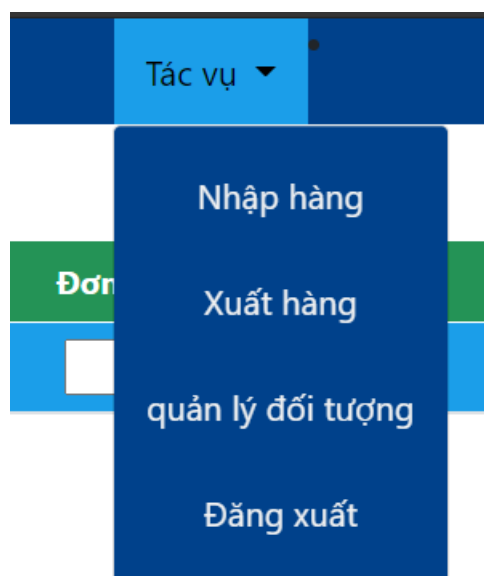 Tác vụ
Nhập hàng
Đơn
Xuất hàng
quản lý đối tượng
Đăng xuất